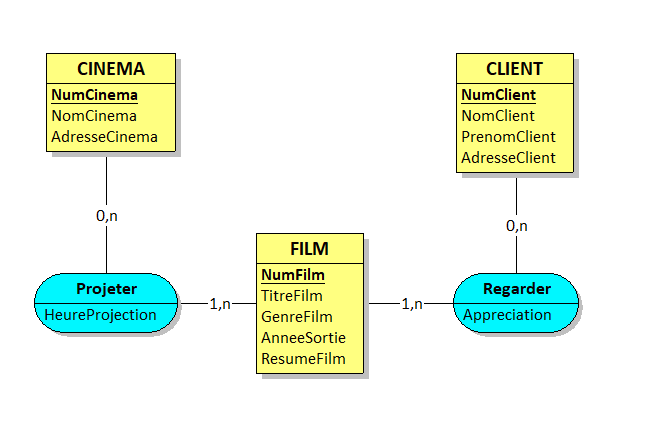 CINEMA
NumCinema
NomCinema
AdresseCinema
CLIENT
NumClient
NomClient
PrenomClient
AdresseClient
0,n
0,n
FILM
NumFilm
TitreFilm
GenreFilm
AnneeSortie
ResumeFilm
Projeter
HeureProjection
1,n
1,n
Regarder
Appreciation